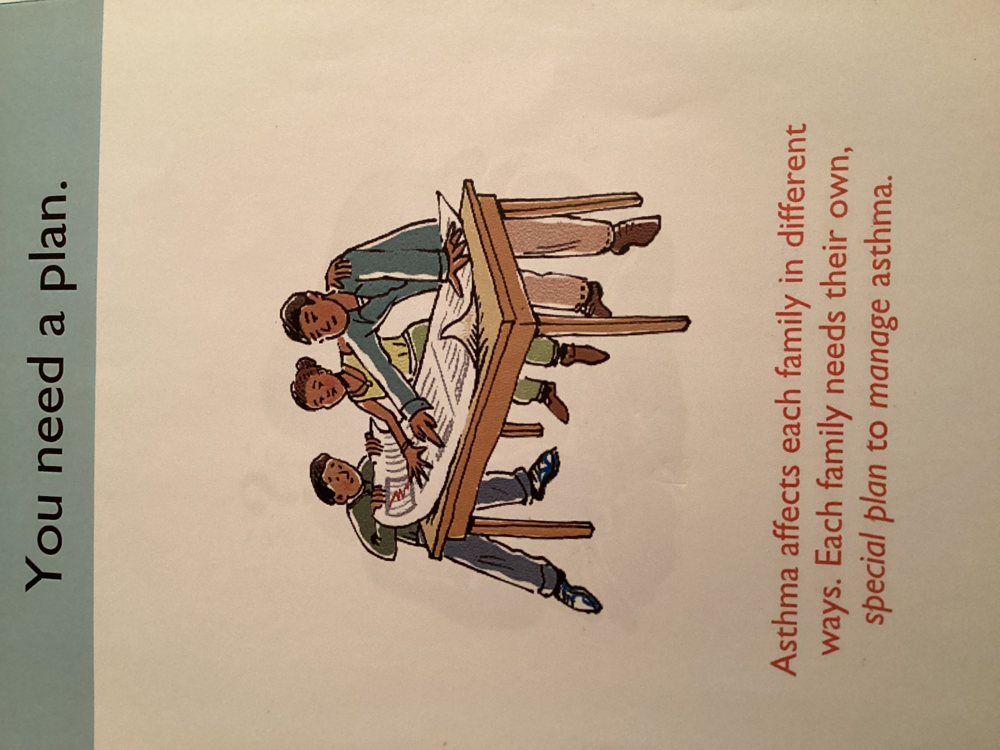 You need a plan.
Asthma affects each family in different
ways. Each family needs their own,
special plan to manage asthma.